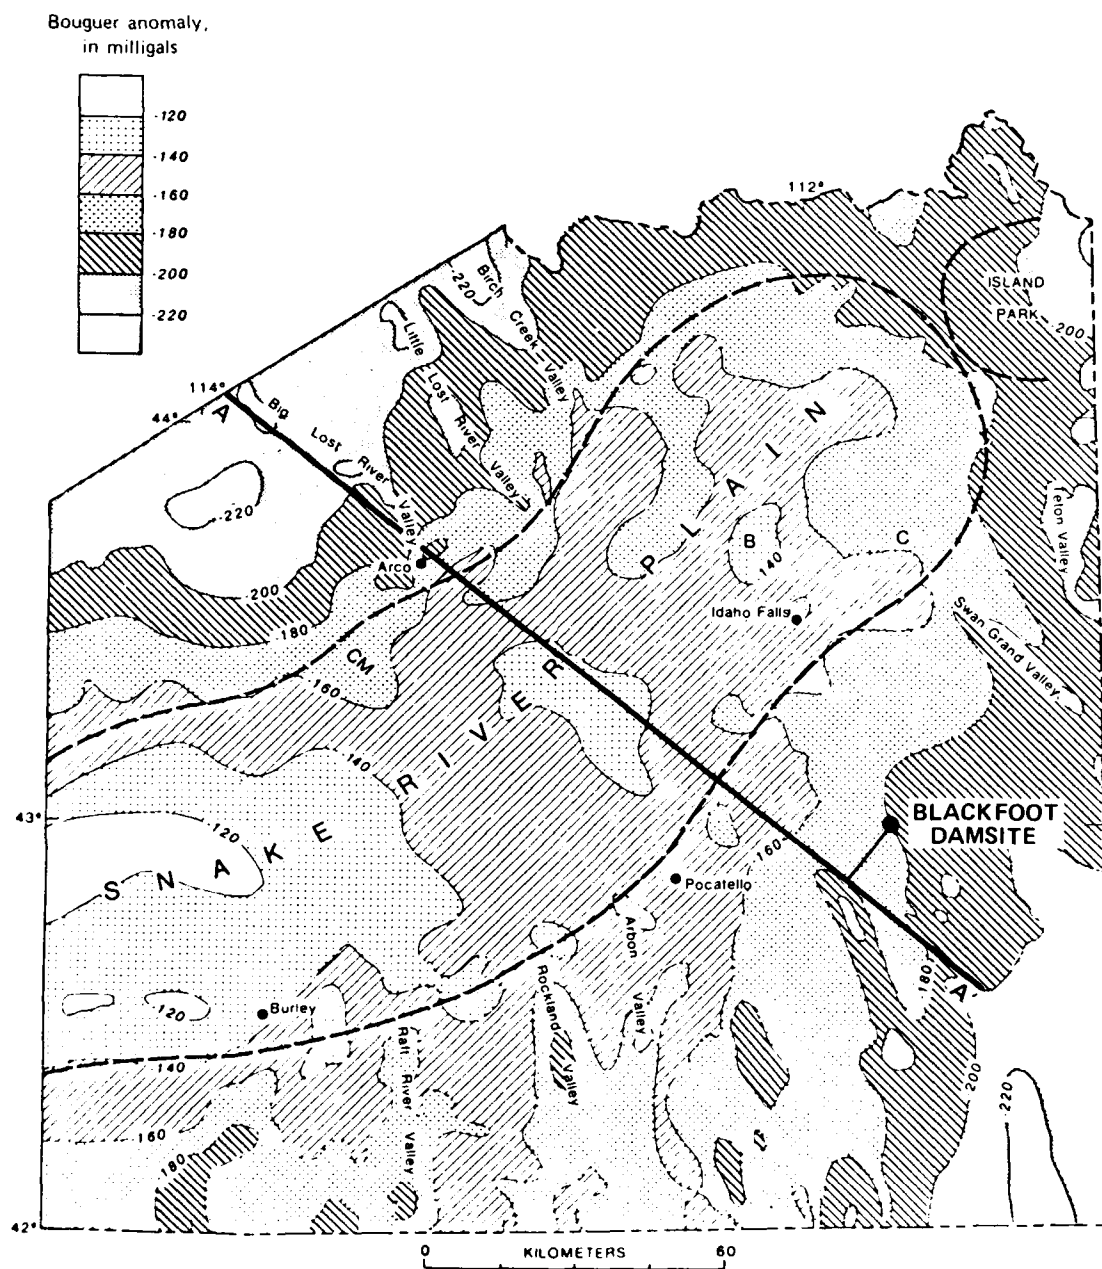 Bouguer anomaly,
in milligals
-120
-140
-160
-180
-200
-220
112°
ISLAND
PARK
200
Birch Creek Valley
220
Little Lost River Valley
114°
44°
A
Big Lost River Valley
-220
200
180
Arco
CM
160
140
SNAKE RIVER PLAIN
B
140
C
Idaho Falls
Teton Valley
Swan Grand Valley
43°
-120
BLACKFOOT
DAMSITE
160
Pocatello
Arbon Valley
Rockland Valley
Raft River Valley
180
A'
-120
Burley
140
160
180
200
220
42°
0 KILOMETERS 60